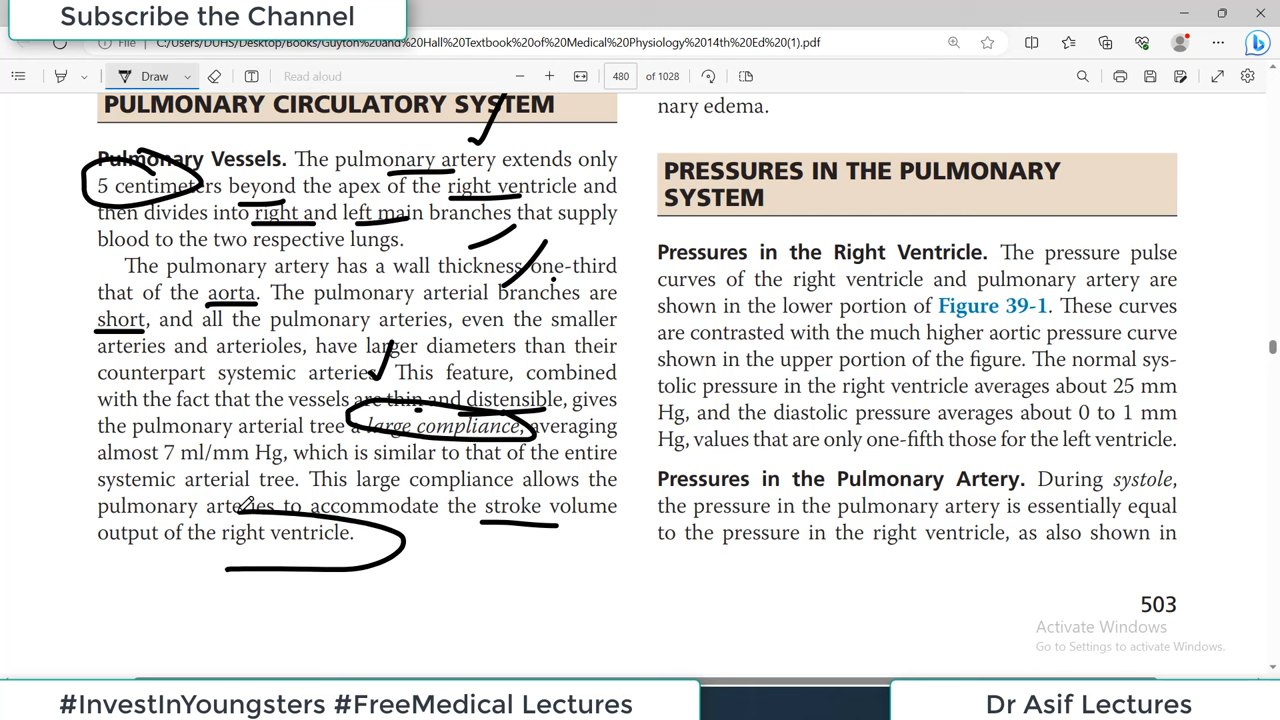 Subscribe the Channel
File
C:/Users/DUHS/Desktop/Books/Guyton%20and%20Hall%20Textbook%20of%20Medical%20Physiology%2014th%20Ed%20(1).pdf
Draw
Read aloud
480 of 1028
PULMONARY CIRCULATORY SYSTEM
Pulmonary Vessels. The pulmonary artery extends only
5 centimeters beyond the apex of the right ventricle and
then divides into right and left main branches that supply
blood to the two respective lungs.
The pulmonary artery has a wall thickness one-third
that of the aorta. The pulmonary arterial branches are
short, and all the pulmonary arteries, even the smaller
arteries and arterioles, have larger diameters than their
counterpart systemic arteries. This feature, combined
with the fact that the vessels are thin and distensible, gives
the pulmonary arterial tree a large compliance, averaging
almost 7 ml/mm Hg, which is similar to that of the entire
systemic arterial tree. This large compliance allows the
pulmonary arteries to accommodate the stroke volume
output of the right ventricle.
nary edema.
PRESSURES IN THE PULMONARY
SYSTEM
Pressures in the Right Ventricle. The pressure pulse
curves of the right ventricle and pulmonary artery are
shown in the lower portion of Figure 39-1. These curves
are contrasted with the much higher aortic pressure curve
shown in the upper portion of the figure. The normal sys-
tolic pressure in the right ventricle averages about 25 mm
Hg, and the diastolic pressure averages about 0 to 1 mm
Hg, values that are only one-fifth those for the left ventricle.
Pressures in the Pulmonary Artery. During systole,
the pressure in the pulmonary artery is essentially equal
to the pressure in the right ventricle, as also shown in
503
Activate Windows
Go to Settings to activate Windows.
#InvestInYoungsters #FreeMedical Lectures
Dr Asif Lectures